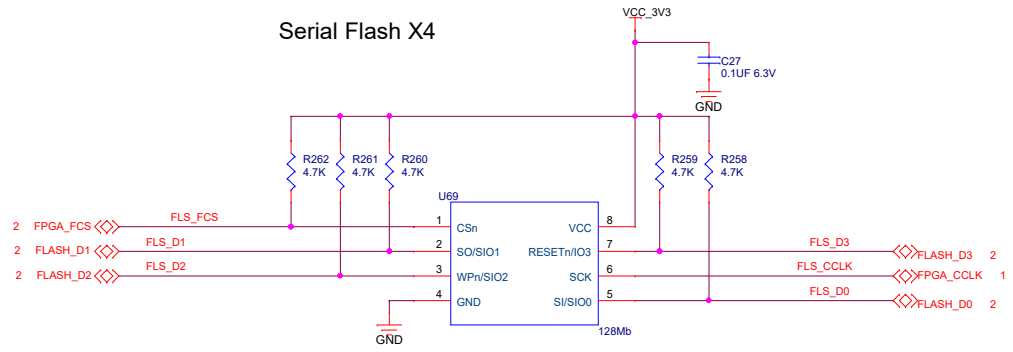 VCC_3V3
Serial Flash X4
C27
0.1UF 6.3V
GND
R262
4.7K
R261
4.7K
R260
4.7K
R259
4.7K
R258
4.7K
U69
2 FPGA_FCS FLS_FCS 1 CSn VCC 8
2 FLASH_D1 FLS_D1 2 SO/SIO1 RESETn/IO3 7 FLS_D3 FLASH_D3 2
2 FLASH_D2 FLS_D2 3 WPn/SIO2 SCK 6 FLS_CCLK FPGA_CCLK 1
4 GND SI/SIO0 5 FLS_D0 FLASH_D0 2
128Mb
GND